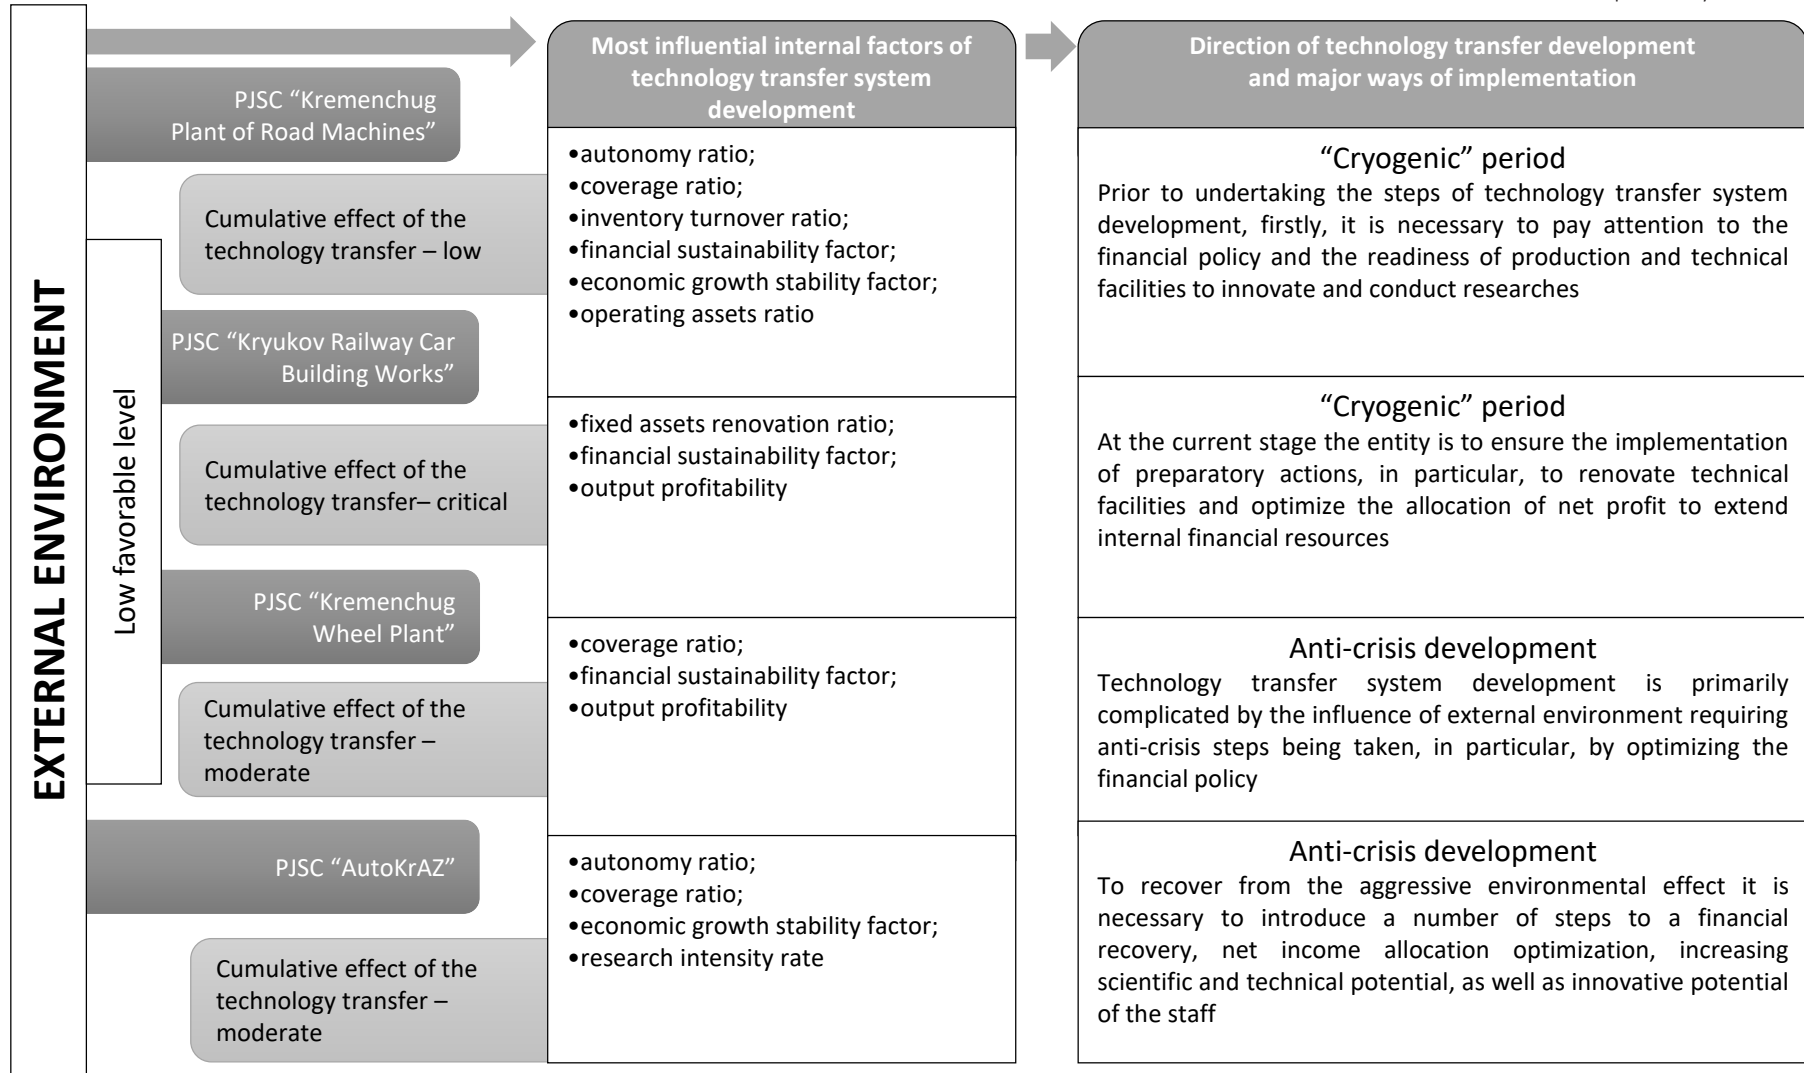 EXTERNAL ENVIRONMENT
Low favorable level
Most influential internal factors of
technology transfer system
development
Direction of technology transfer development
and major ways of implementation
PJSC “Kremenchug
Plant of Road Machines”
Cumulative effect of the
technology transfer – low
•autonomy ratio;
•coverage ratio;
•inventory turnover ratio;
•financial sustainability factor;
•economic growth stability factor;
•operating assets ratio
“Cryogenic” period
Prior to undertaking the steps of technology transfer system
development, firstly, it is necessary to pay attention to the
financial policy and the readiness of production and technical
facilities to innovate and conduct researches
PJSC “Kryukov Railway Car
Building Works”
Cumulative effect of the
technology transfer– critical
•fixed assets renovation ratio;
•financial sustainability factor;
•output profitability
“Cryogenic” period
At the current stage the entity is to ensure the implementation
of preparatory actions, in particular, to renovate technical
facilities and optimize the allocation of net profit to extend
internal financial resources
PJSC “Kremenchug
Wheel Plant”
Cumulative effect of the
technology transfer –
moderate
•coverage ratio;
•financial sustainability factor;
•output profitability
Anti-crisis development
Technology transfer system development is primarily
complicated by the influence of external environment requiring
anti-crisis steps being taken, in particular, by optimizing the
financial policy
PJSC “AutoKrAZ”
Cumulative effect of the
technology transfer –
moderate
•autonomy ratio;
•coverage ratio;
•economic growth stability factor;
•research intensity rate
Anti-crisis development
To recover from the aggressive environmental effect it is
necessary to introduce a number of steps to a financial
recovery, net income allocation optimization, increasing
scientific and technical potential, as well as innovative potential
of the staff